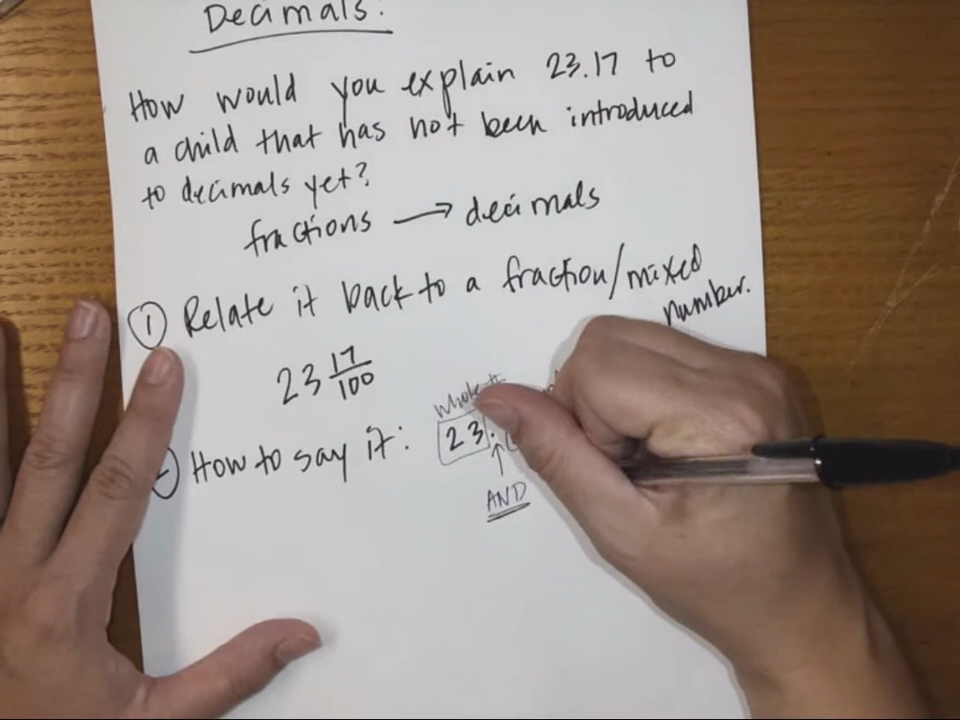 Decimals.
How would you explain 23.17 to
a child that has not been introduced
to decimals yet?
fractions → decimals
① Relate it back to a fraction/mixed
number.
23 17/100
How to say it:
whole #
23.
↑
AND